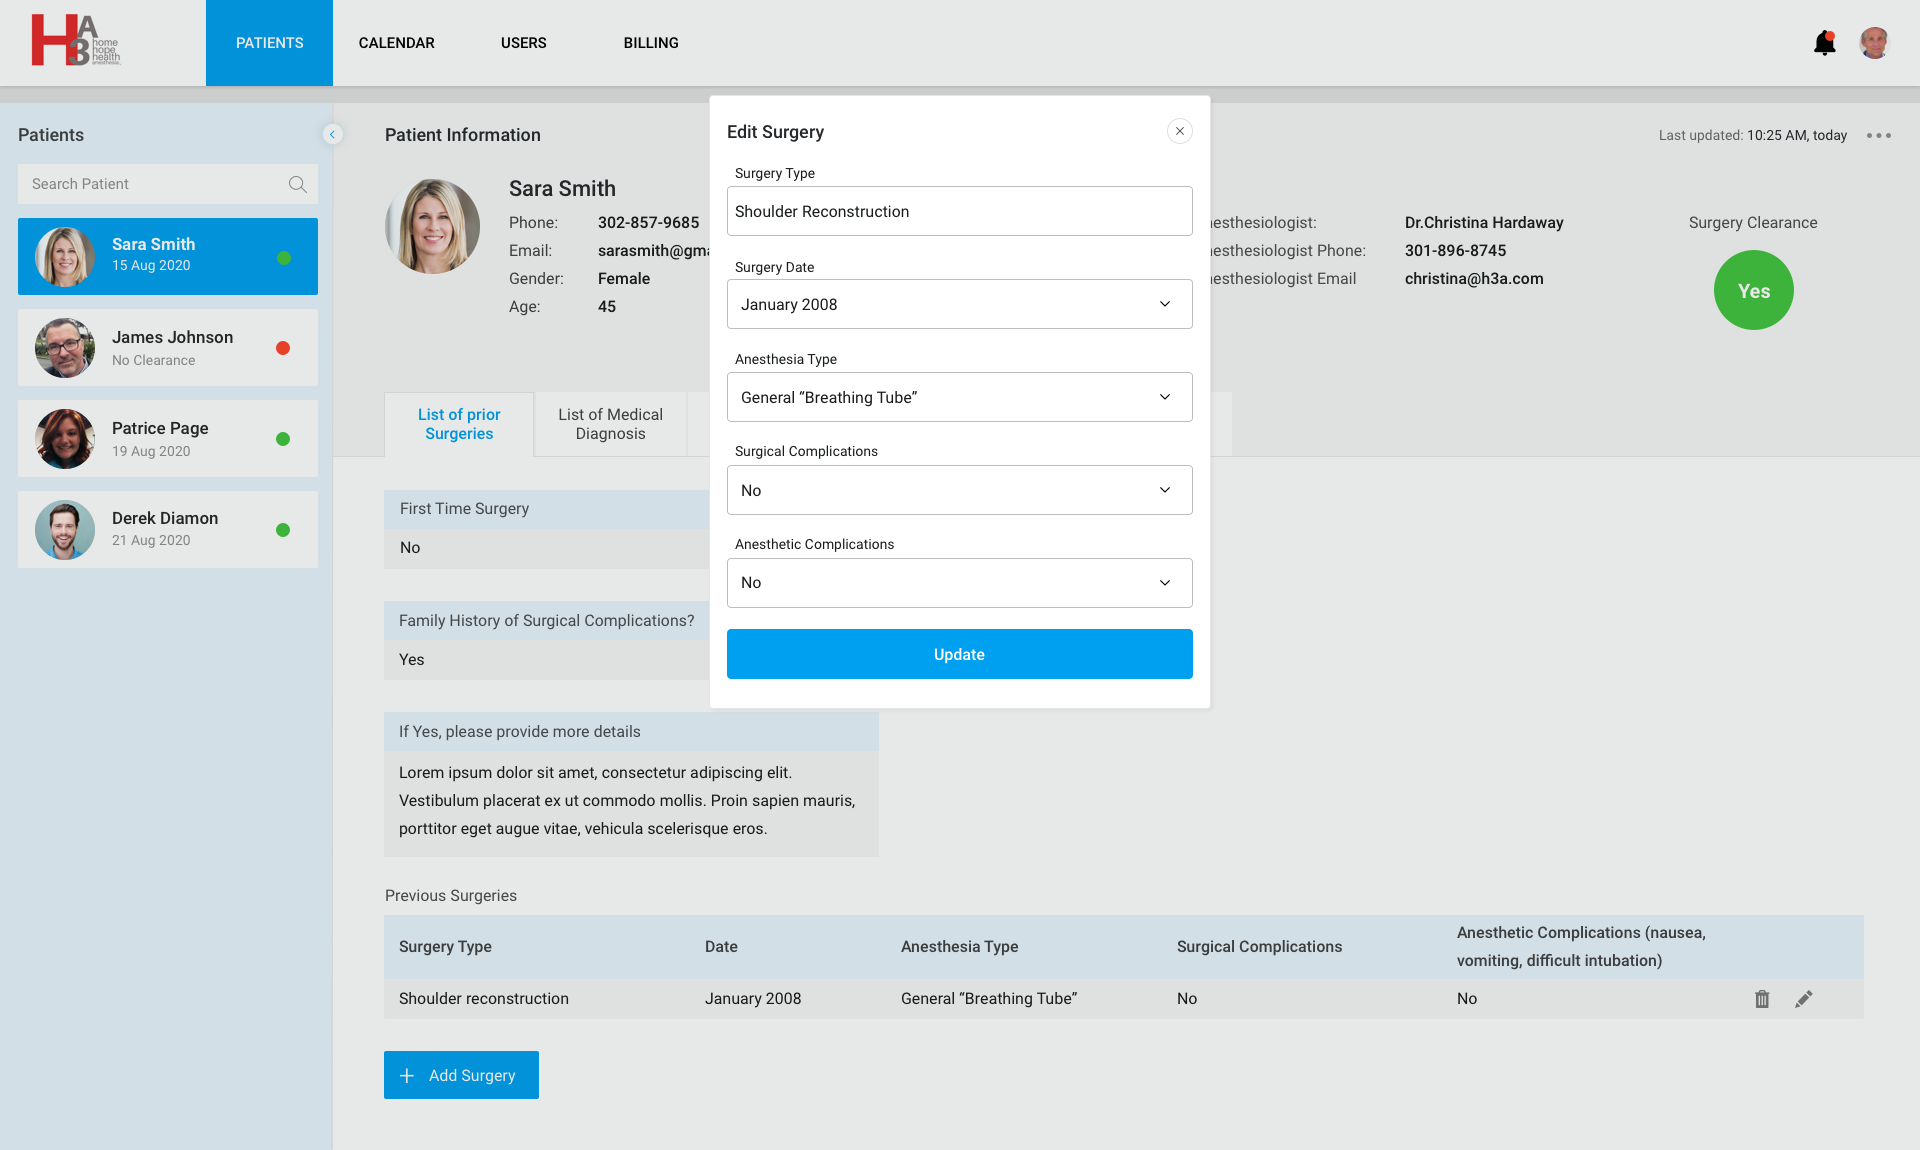 HA3
home
hope
health
anesthesia
PATIENTS
CALENDAR
USERS
BILLING
Patients
Search Patient
Sara Smith
15 Aug 2020
James Johnson
No Clearance
Patrice Page
19 Aug 2020
Derek Diamon
21 Aug 2020
Patient Information
Last updated: 10:25 AM, today
Sara Smith
Phone: 302-857-9685
Email: sarasmith@gma
Gender: Female
Age: 45
esthesiologist: Dr.Christina Hardaway
esthesiologist Phone: 301-896-8745
esthesiologist Email christina@h3a.com
Surgery Clearance
Yes
List of prior
Surgeries
List of Medical
Diagnosis
Edit Surgery
Surgery Type
Shoulder Reconstruction
Surgery Date
January 2008
Anesthesia Type
General “Breathing Tube”
Surgical Complications
No
Anesthetic Complications
No
Update
First Time Surgery
No
Family History of Surgical Complications?
Yes
If Yes, please provide more details
Lorem ipsum dolor sit amet, consectetur adipiscing elit.
Vestibulum placerat ex ut commodo mollis. Proin sapien mauris,
porttitor eget augue vitae, vehicula scelerisque eros.
Previous Surgeries
Surgery Type Date Anesthesia Type Surgical Complications Anesthetic Complications (nausea,
vomiting, difficult intubation)
Shoulder reconstruction January 2008 General “Breathing Tube” No No
Add Surgery